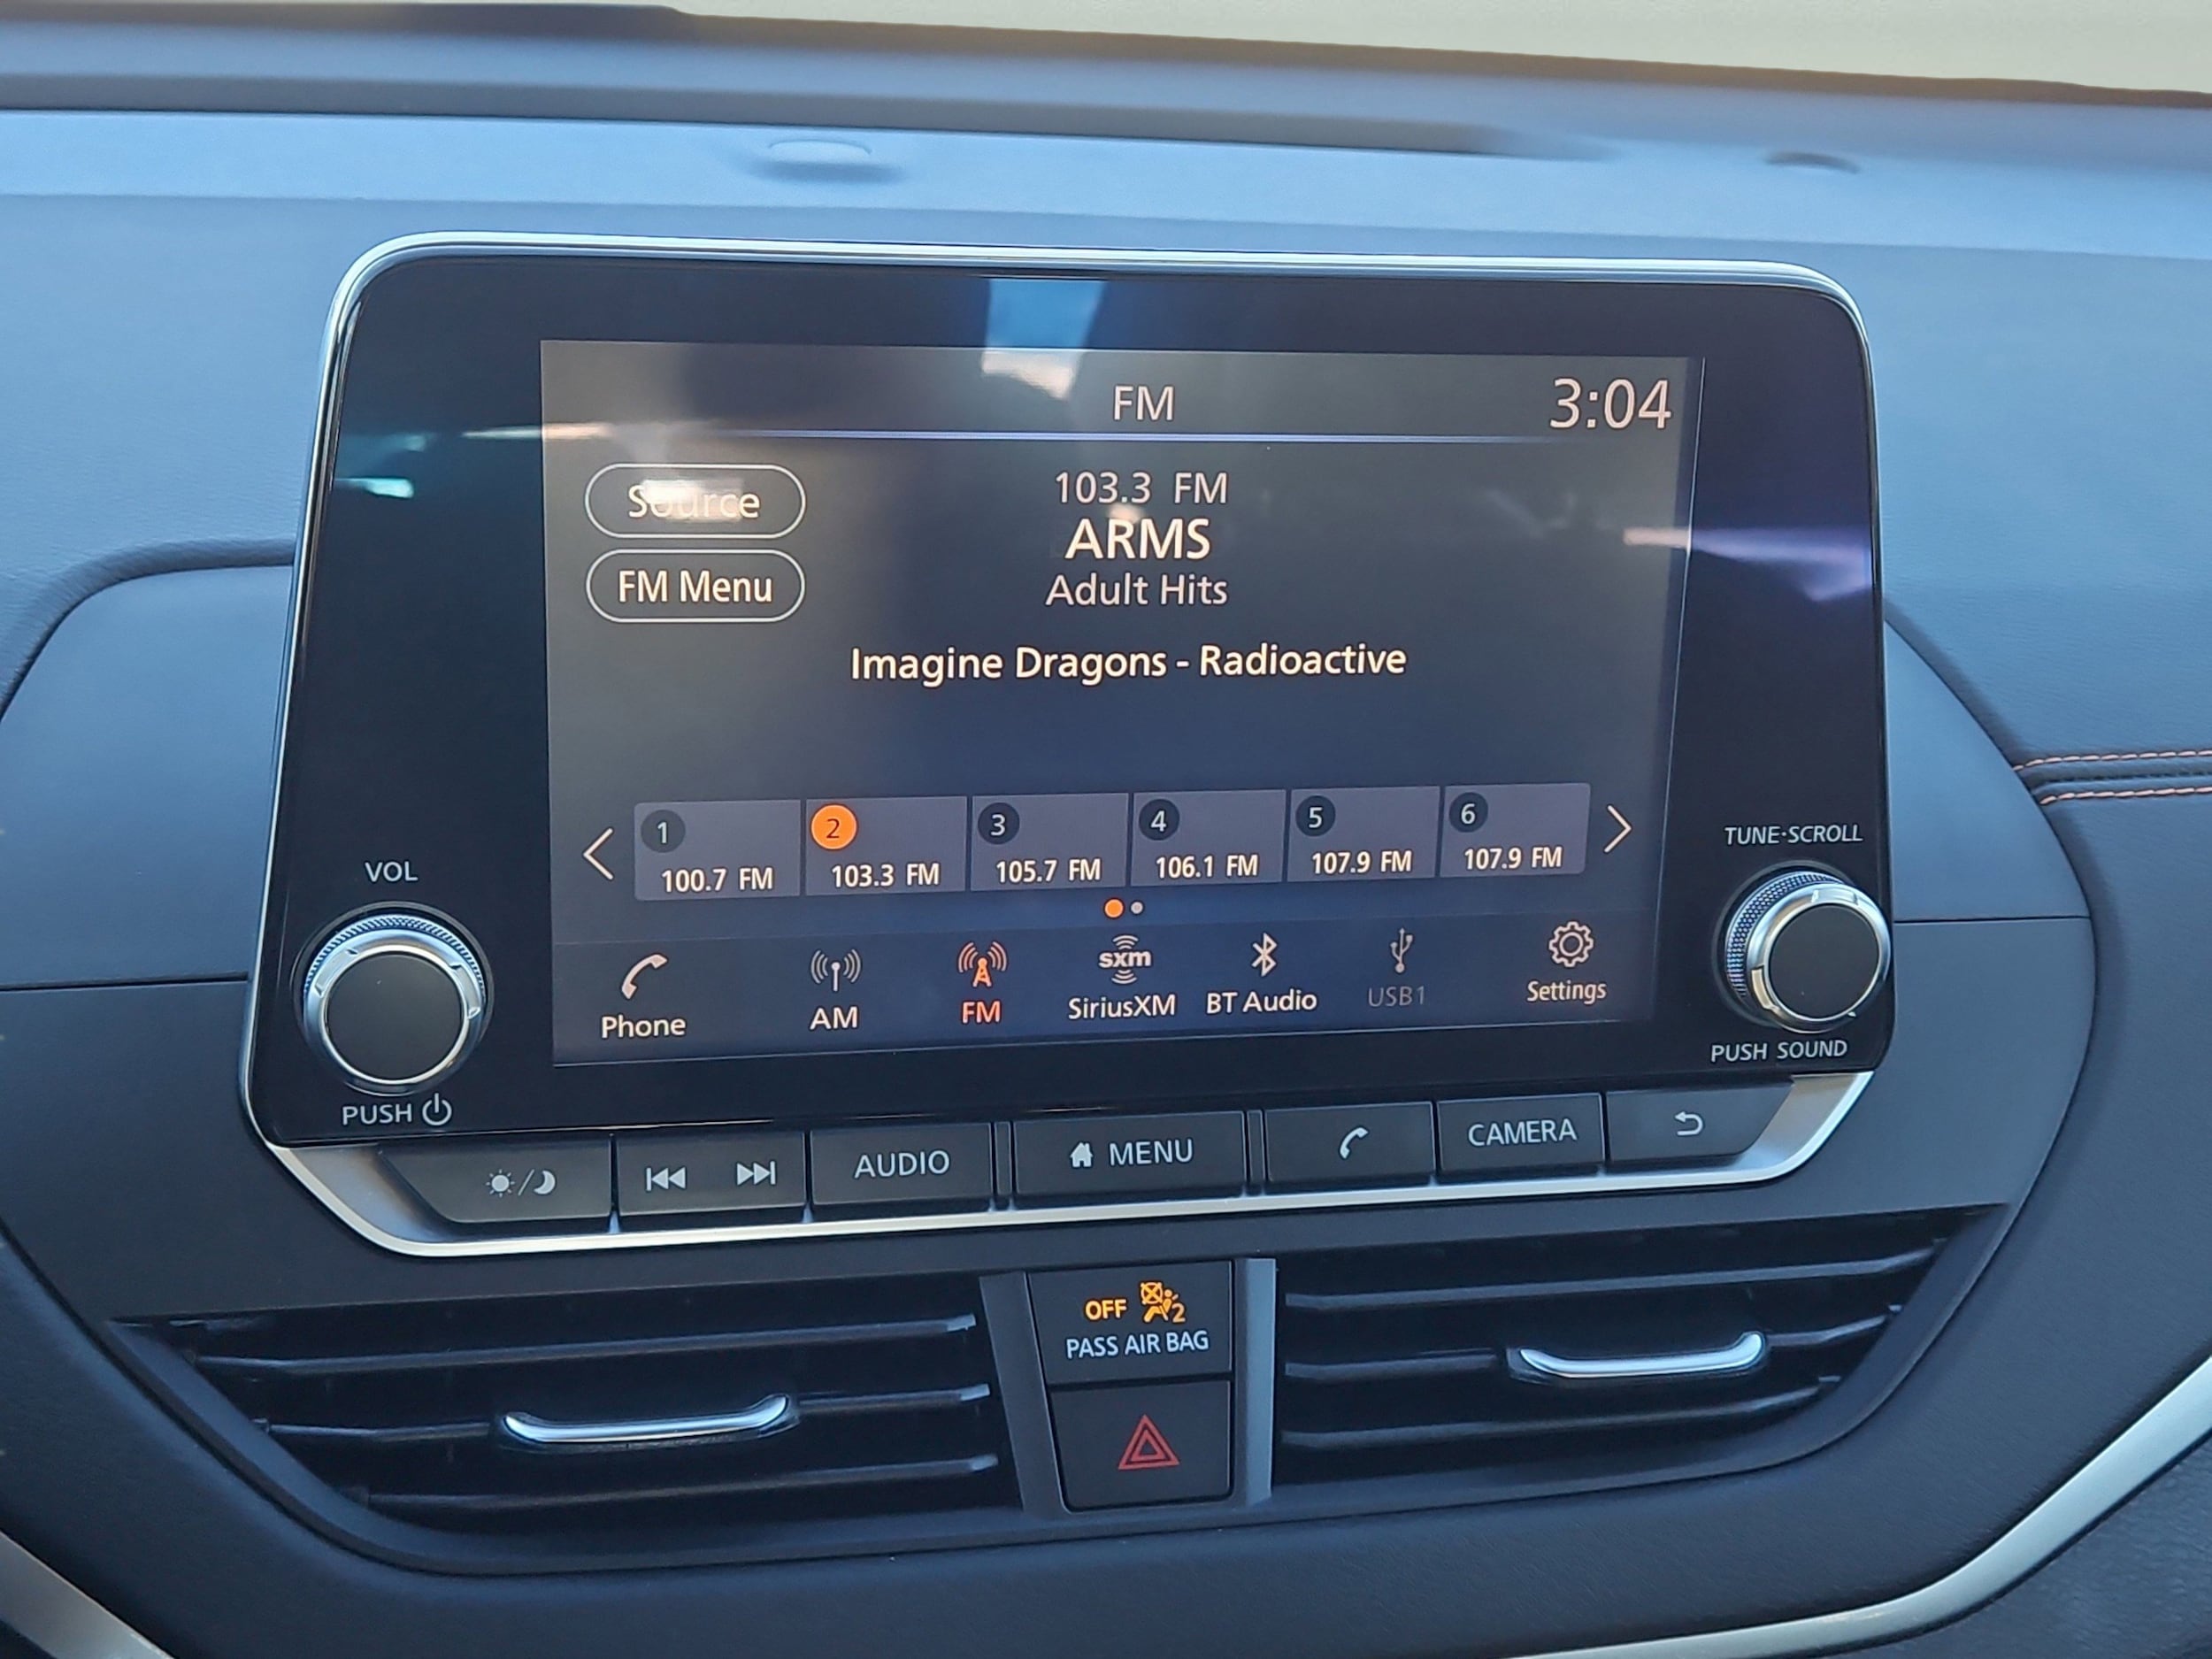 FM
3:04
Source
103.3 FM
ARMS
FM Menu
Adult Hits
Imagine Dragons - Radioactive
1
2
3
4
5
6
100.7 FM
103.3 FM
105.7 FM
106.1 FM
107.9 FM
107.9 FM
sxm
Phone
AM
FM
SiriusXM
BT Audio
USB1
Settings
VOL
PUSH
TUNE·SCROLL
PUSH SOUND
AUDIO
MENU
CAMERA
OFF 2
PASS AIR BAG